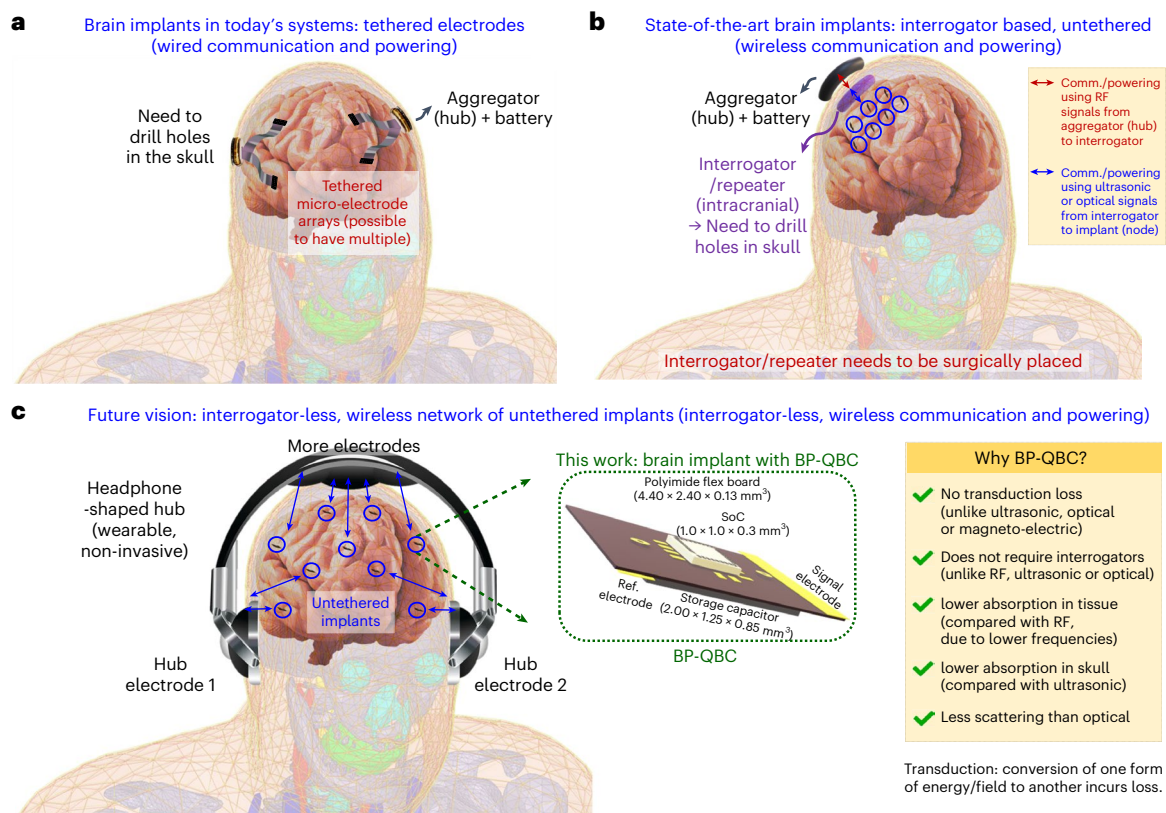 a
Brain implants in today's systems: tethered electrodes
(wired communication and powering)
Need to
drill holes
in the skull
Aggregator
(hub) + battery
Tethered
micro-electrode
arrays (possible
to have multiple)
b
State-of-the-art brain implants: interrogator based, untethered
(wireless communication and powering)
Aggregator
(hub) + battery
Interrogator
/repeater
(intracranial)
→ Need to drill
holes in skull
Comm./powering
using RF
signals from
aggregator (hub)
to interrogator
Comm./powering
using ultrasonic
or optical signals
from interrogator
to implant (node)
Interrogator/repeater needs to be surgically placed
c
Future vision: interrogator-less, wireless network of untethered implants (interrogator-less, wireless communication and powering)
More electrodes
Headphone
-shaped hub
(wearable,
non-invasive)
Untethered
implants
Hub
electrode 1
Hub
electrode 2
This work: brain implant with BP-QBC
Polyimide flex board
(4.40 × 2.40 × 0.13 mm³)
SoC
(1.0 × 1.0 × 0.3 mm³)
Signal
electrode
Ref.
electrode
Storage capacitor
(2.00 × 1.25 × 0.85 mm³)
BP-QBC
Why BP-QBC?
No transduction loss
(unlike ultrasonic, optical
or magneto-electric)
Does not require interrogators
(unlike RF, ultrasonic or optical)
lower absorption in tissue
(compared with RF,
due to lower frequencies)
lower absorption in skull
(compared with ultrasonic)
Less scattering than optical
Transduction: conversion of one form
of energy/field to another incurs loss.